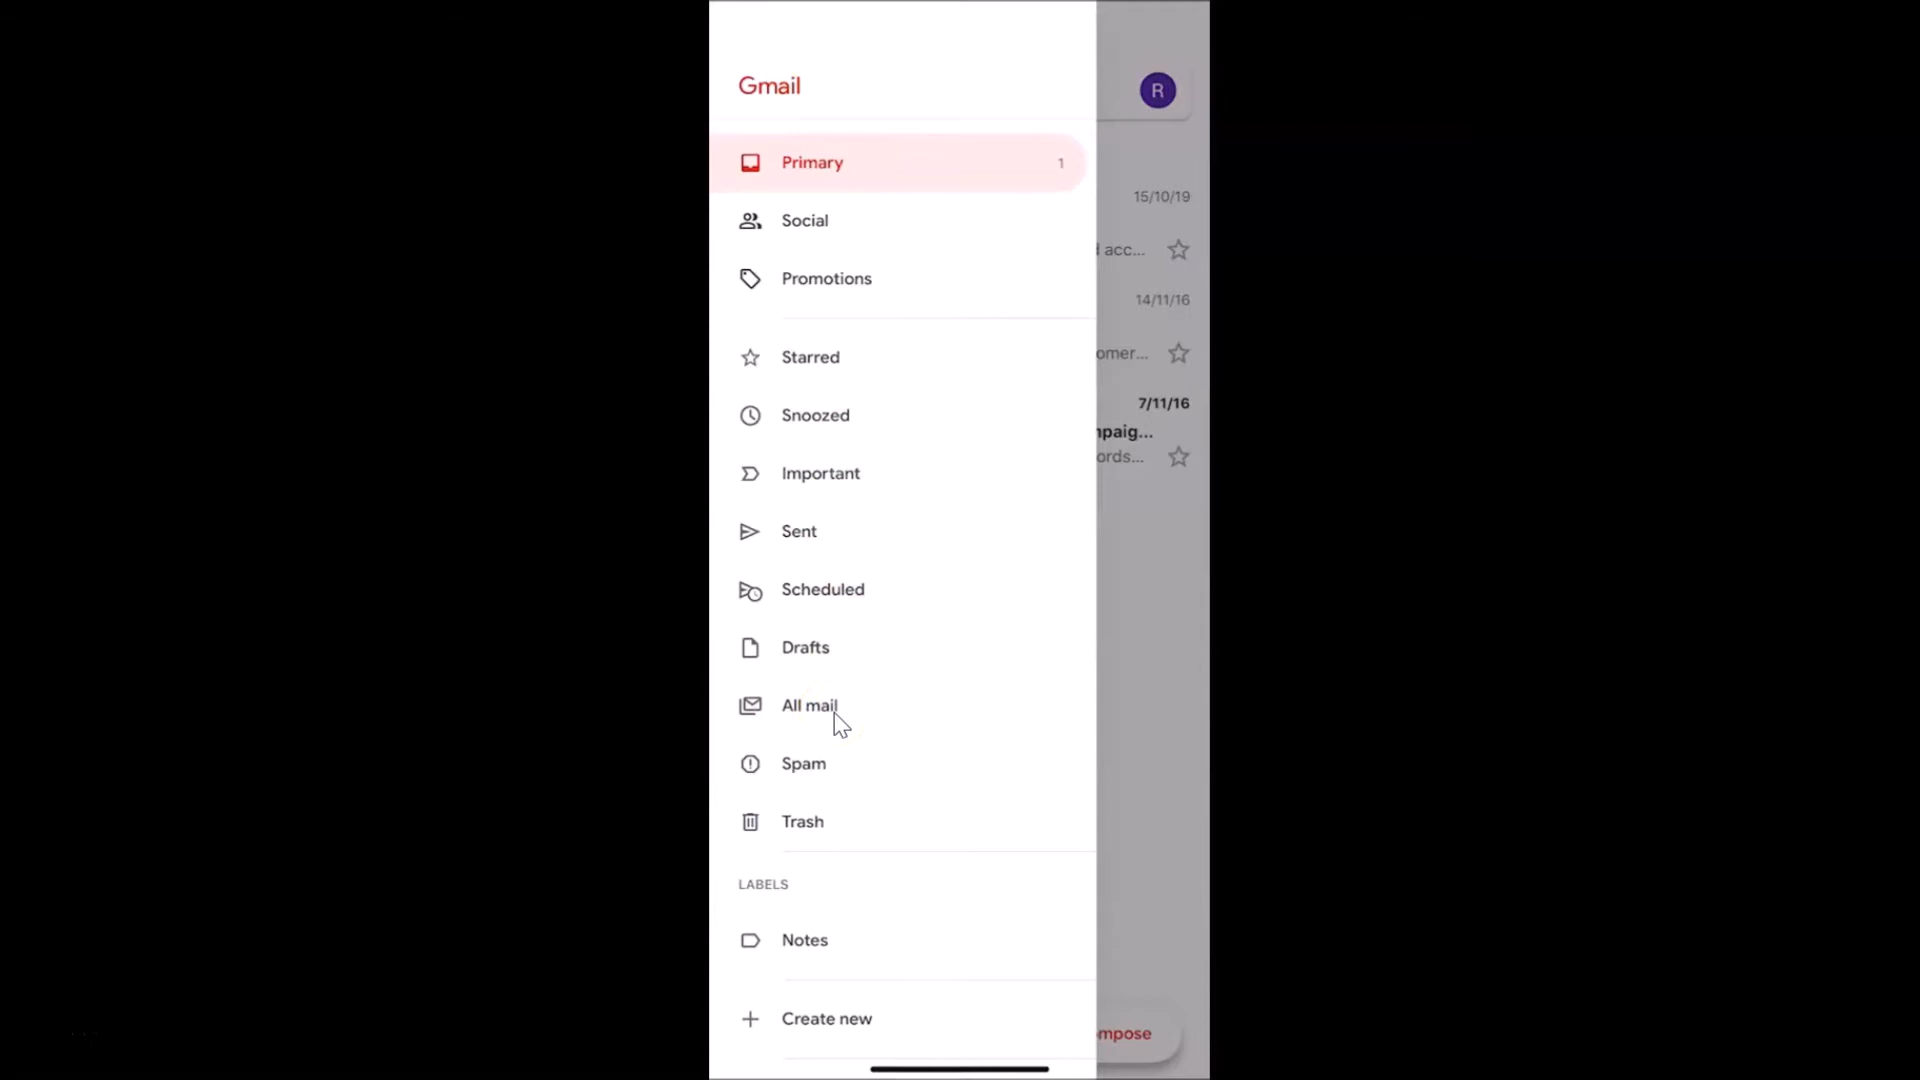 Gmail
R
Primary 1
15/10/19
Social
acc...
Promotions
14/11/16
Starred
omer...
7/11/16
Snoozed
npaig...
ords...
Important
Sent
Scheduled
Drafts
All mail
Spam
Trash
LABELS
Notes
Create new
mpose